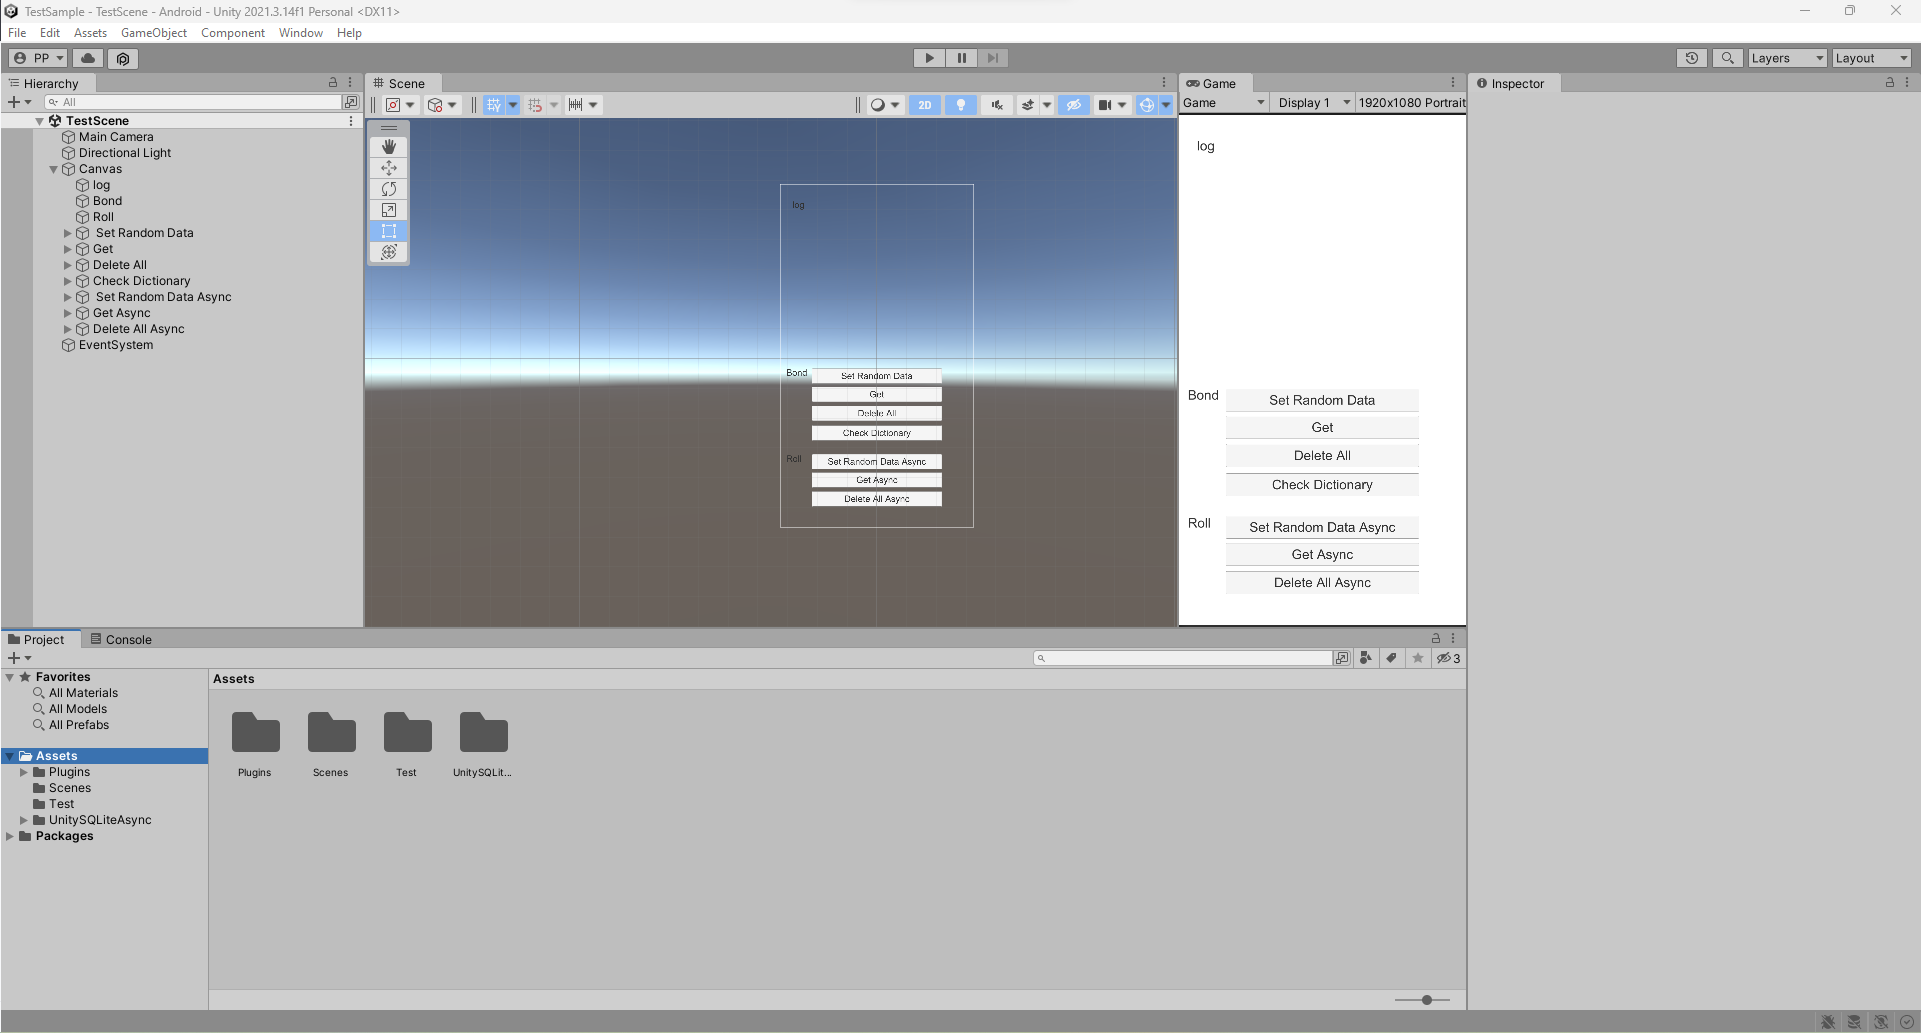 TestSample - TestScene - Android - Unity 2021.3.14f1 Personal <DX11>
File Edit Assets GameObject Component Window Help
PP
Layers
Layout
Hierarchy
All
TestScene
Main Camera
Directional Light
Canvas
log
Bond
Roll
Set Random Data
Get
Delete All
Check Dictionary
Set Random Data Async
Get Async
Delete All Async
EventSystem
Scene
2D
log
Bond
Set Random Data
Get
Delete All
Check Dictionary
Roll
Set Random Data Async
Get Async
Delete All Async
Game
Game Display 1 1920x1080 Portrait
log
Bond
Set Random Data
Get
Delete All
Check Dictionary
Roll
Set Random Data Async
Get Async
Delete All Async
Inspector
Project
Console
3
Favorites
All Materials
All Models
All Prefabs
Assets
Plugins
Scenes
Test
UnitySQLiteAsync
Packages
Assets
Plugins
Scenes
Test
UnitySQLit...